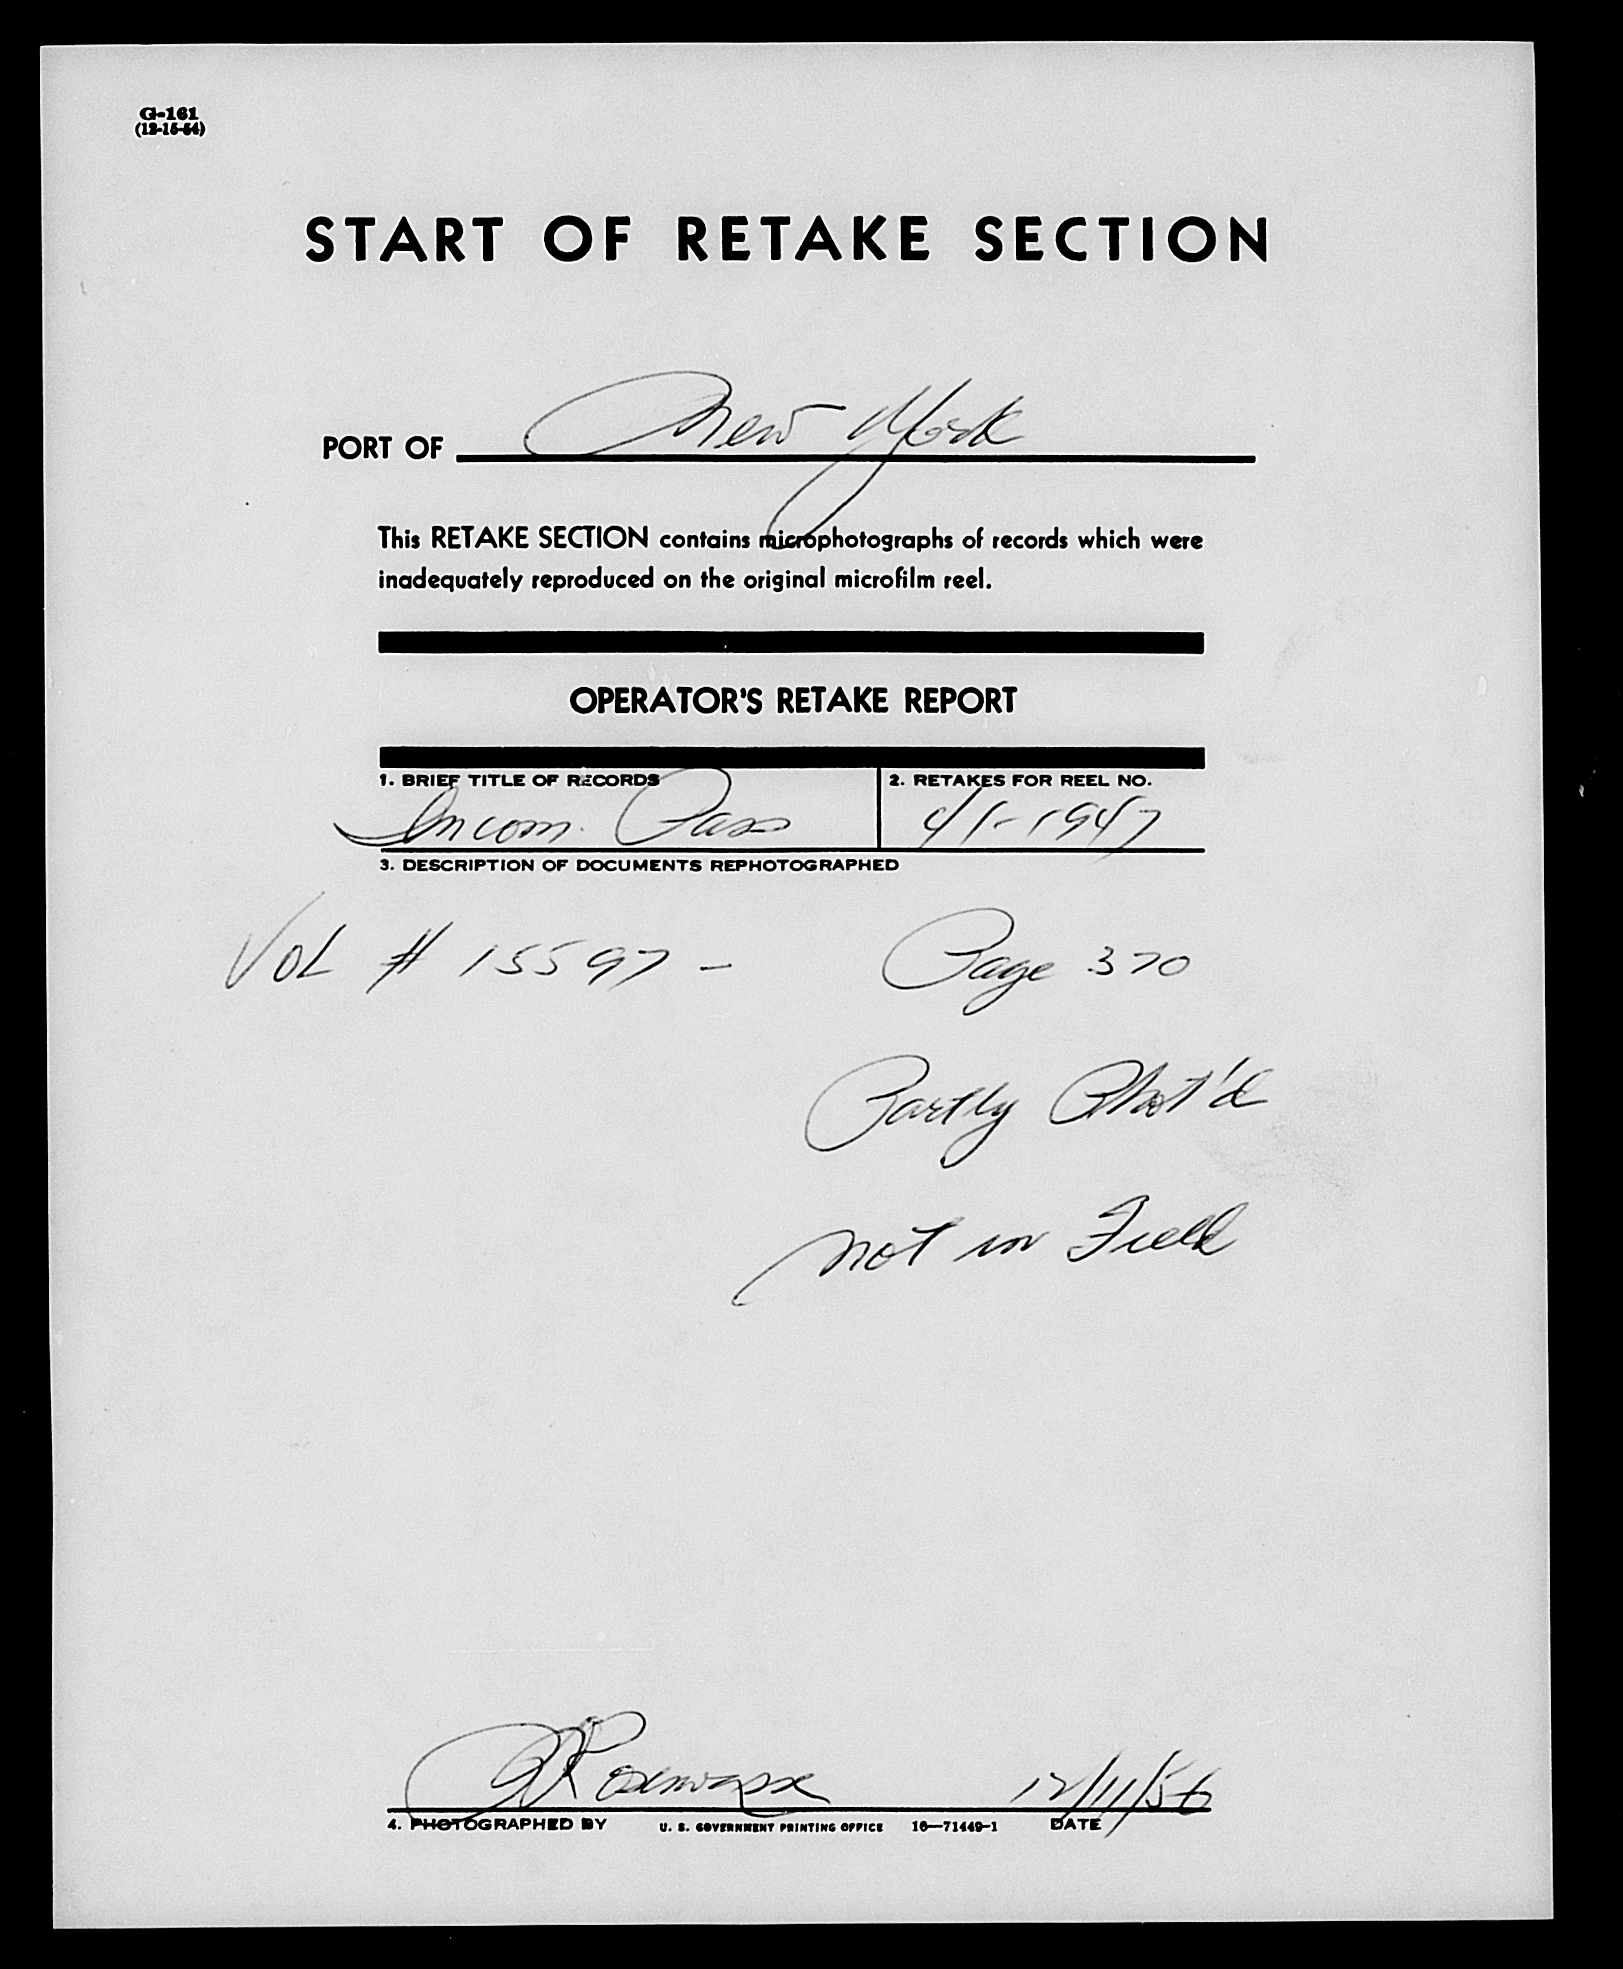 G-161
(12-15-54)
START OF RETAKE SECTION
PORT OF New York
This RETAKE SECTION contains microphotographs of records which were
inadequately reproduced on the original microfilm reel.
OPERATOR'S RETAKE REPORT
1. BRIEF TITLE OF RECORDS 2. RETAKES FOR REEL NO.
Incom. Pass 41-1947
3. DESCRIPTION OF DOCUMENTS REPHOTOGRAPHED
VOL # 15597 - Page 370
Partly Phot'd
not in Field
12/11/56
4. PHOTOGRAPHED BY U. S. GOVERNMENT PRINTING OFFICE 16—71449-1 DATE